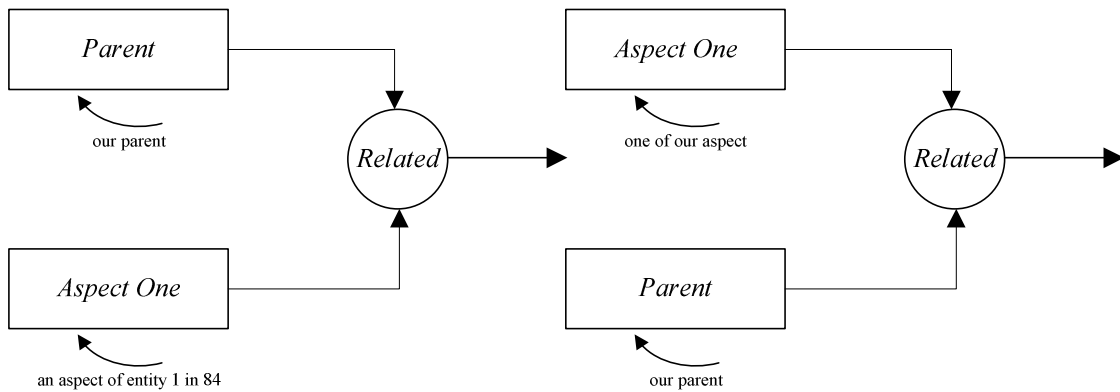 Parent
our parent
Related
Aspect One
an aspect of entity 1 in 84
Aspect One
one of our aspect
Related
Parent
our parent